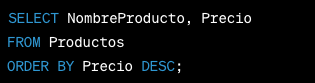 SELECT NombreProducto, Precio
FROM Productos
ORDER BY Precio DESC;